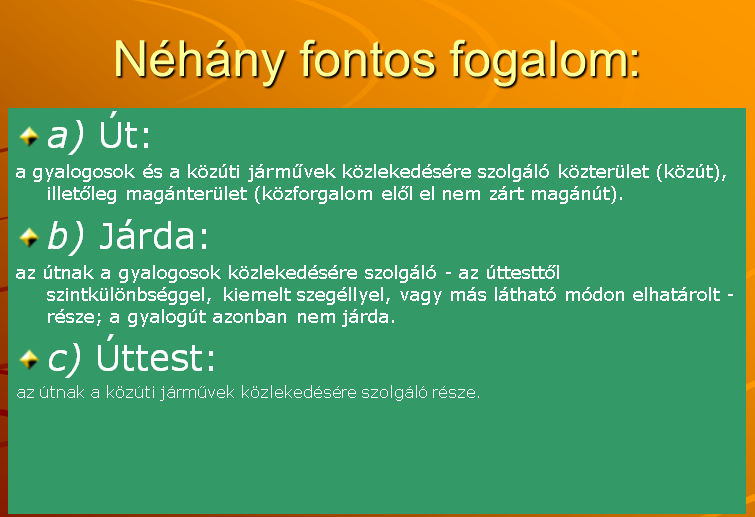 Néhány fontos fogalom:
a) Út:
a gyalogosok és a közúti járművek közlekedésére szolgáló közterület (közút),
illetőleg magánterület (közforgalom elől el nem zárt magánút).
b) Járda:
az útnak a gyalogosok közlekedésére szolgáló - az úttesttől
szintkülönbséggel, kiemelt szegéllyel, vagy más látható módon elhatárolt -
része; a gyalogút azonban nem járda.
c) Úttest:
az útnak a közúti járművek közlekedésére szolgáló része.